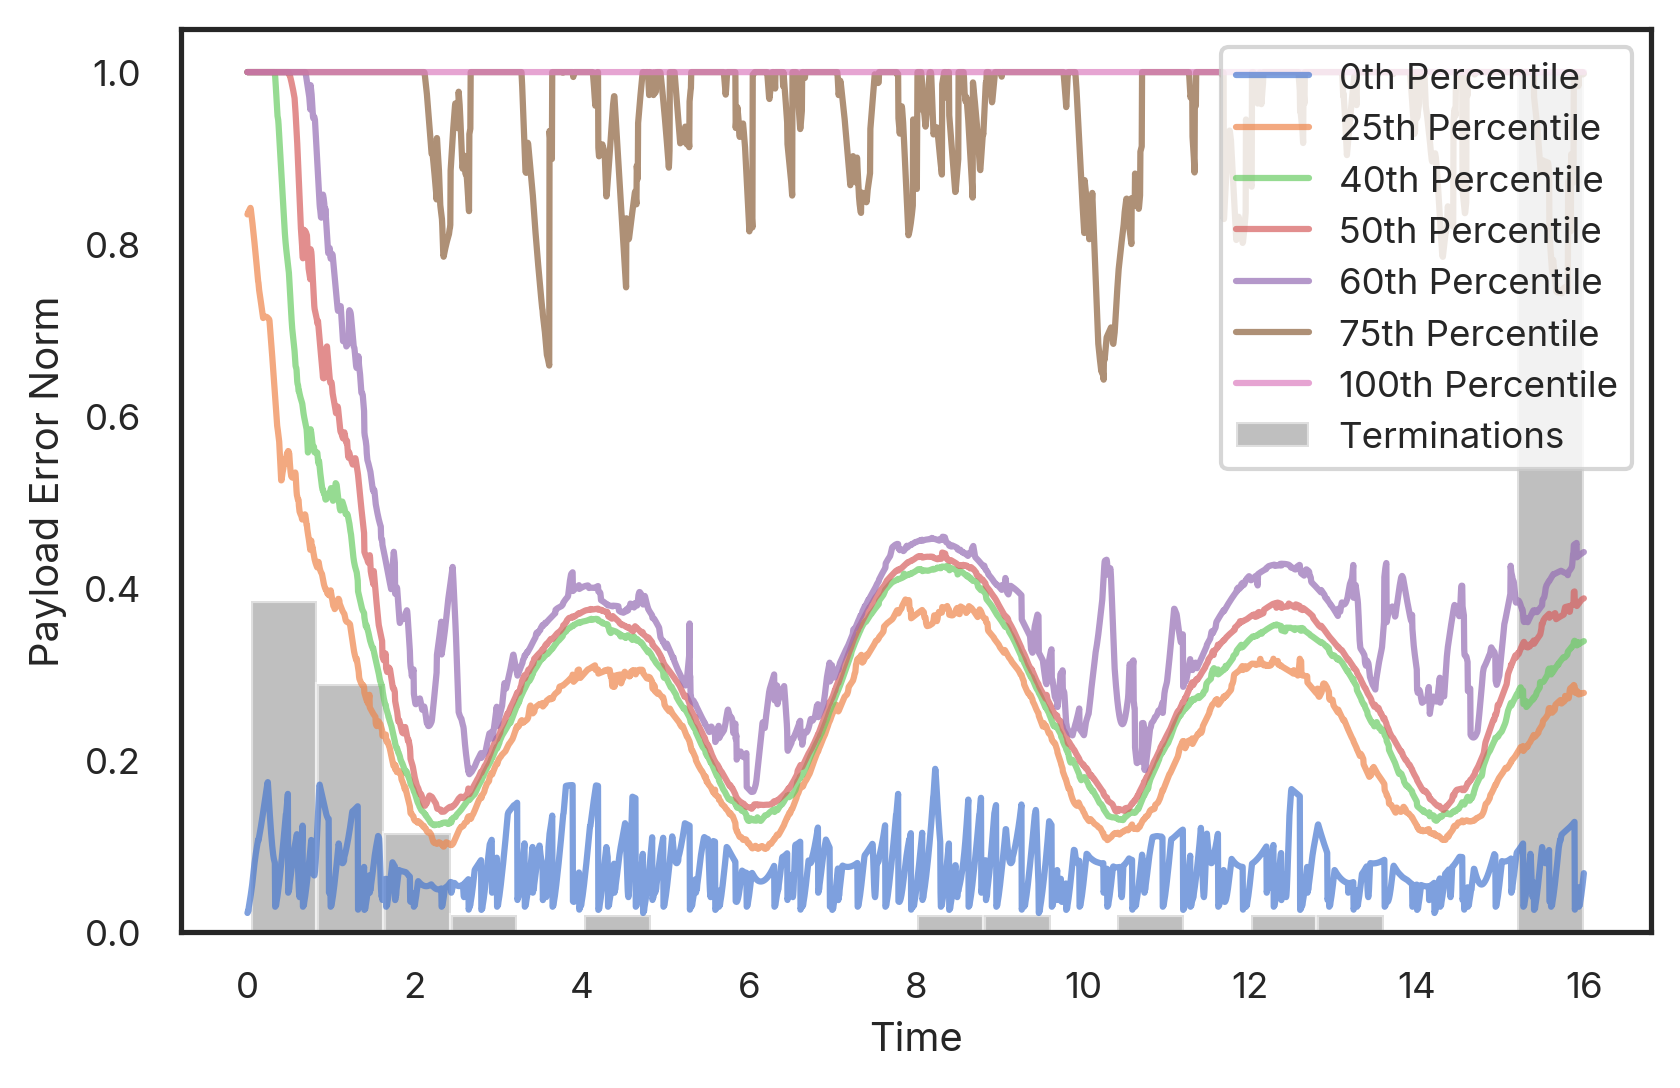 Payload Error Norm
1.0
0.8
0.6
0.4
0.2
0.0
0th Percentile
25th Percentile
40th Percentile
50th Percentile
60th Percentile
75th Percentile
100th Percentile
Terminations
0 2 4 6 8 10 12 14 16
Time